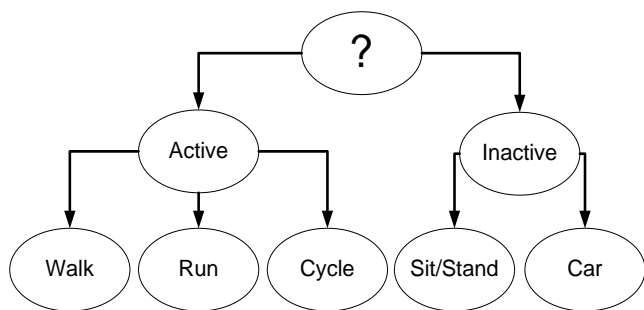 ?
Active
Inactive
Walk
Run
Cycle
Sit/Stand
Car